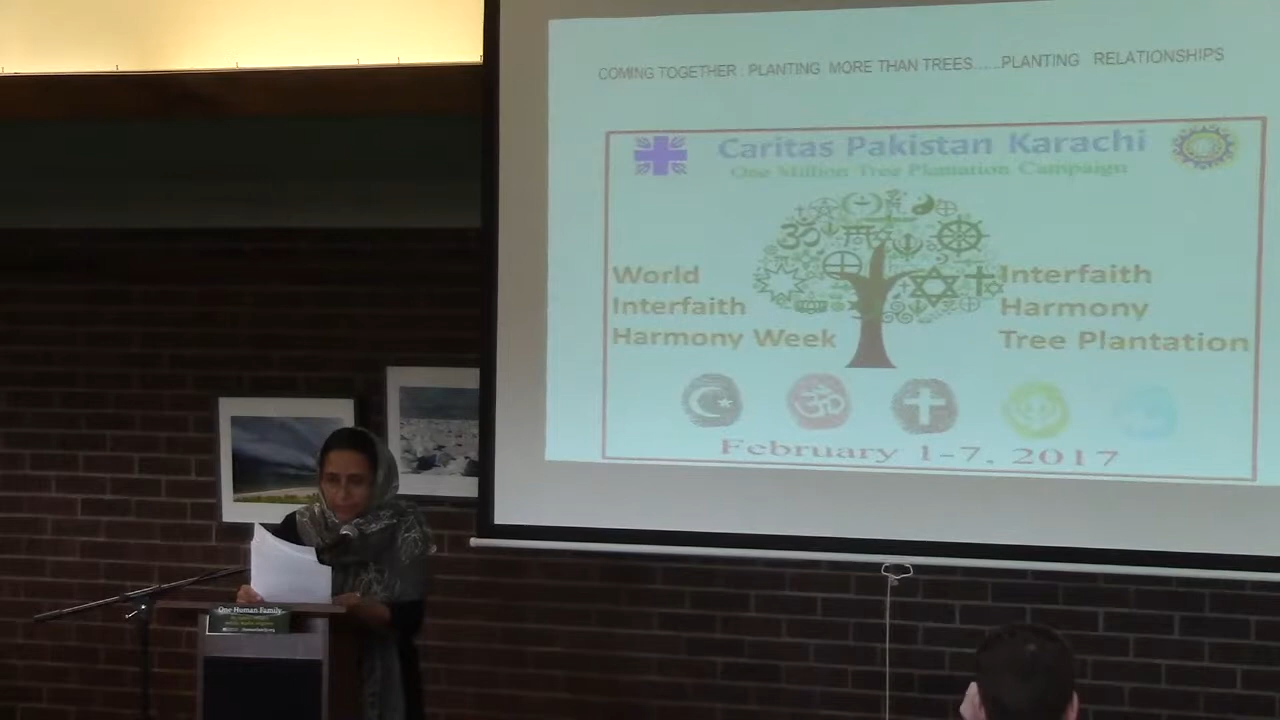 COMING TOGETHER . PLANTING MORE THAN TREES......PLANTING RELATIONSHIPS
Caritas Pakistan Karachi
One Million Tree Plantation Campaign
World
Interfaith
Harmony Week
Interfaith
Harmony
Tree Plantation
February 1-7, 2017
One Human Family